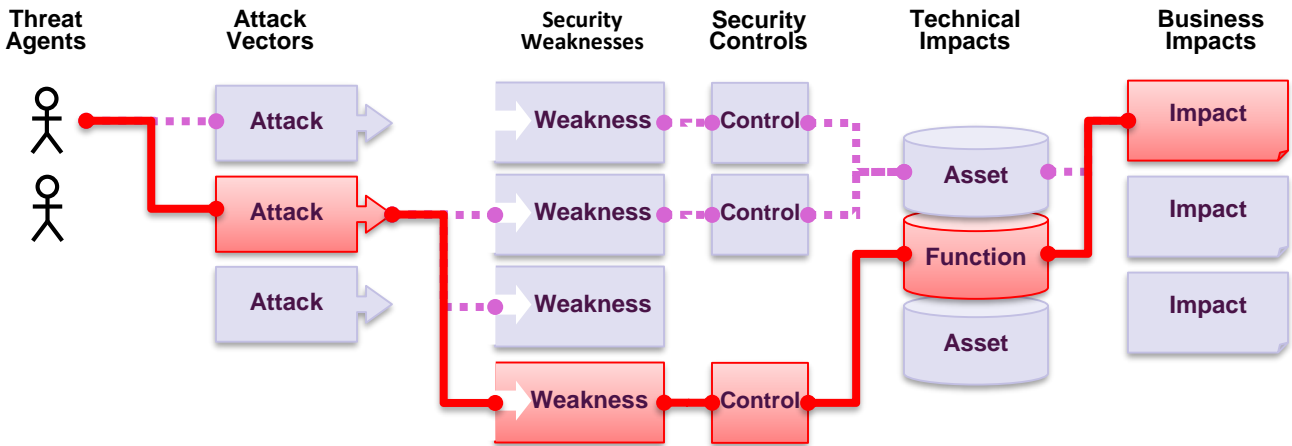 Threat
Agents
Attack
Vectors
Security
Weaknesses
Security
Controls
Technical
Impacts
Business
Impacts
Attack
Weakness
Control
Impact
Asset
Attack
Weakness
Control
Impact
Function
Attack
Weakness
Impact
Asset
Weakness
Control